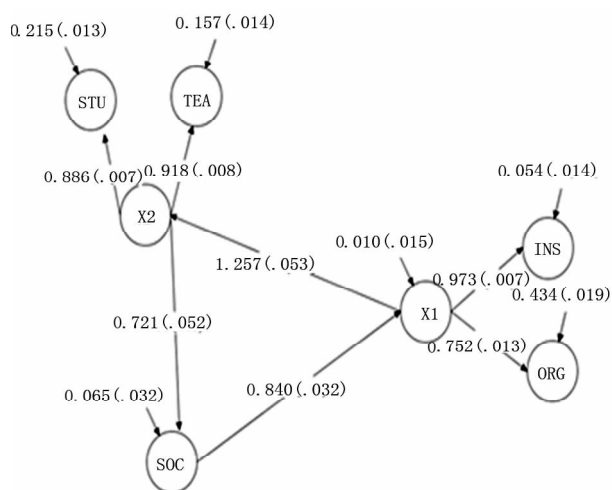 0.215(.013)
0.157(.014)
STU
TEA
0.886(.007)
0.918(.008)
0.054(.014)
X2
0.010(.015)
INS
1.257(.053)
0.973(.007)
0.434(.019)
X1
0.721(.052)
0.752(.013)
ORG
0.065(.032)
0.840(.032)
SOC